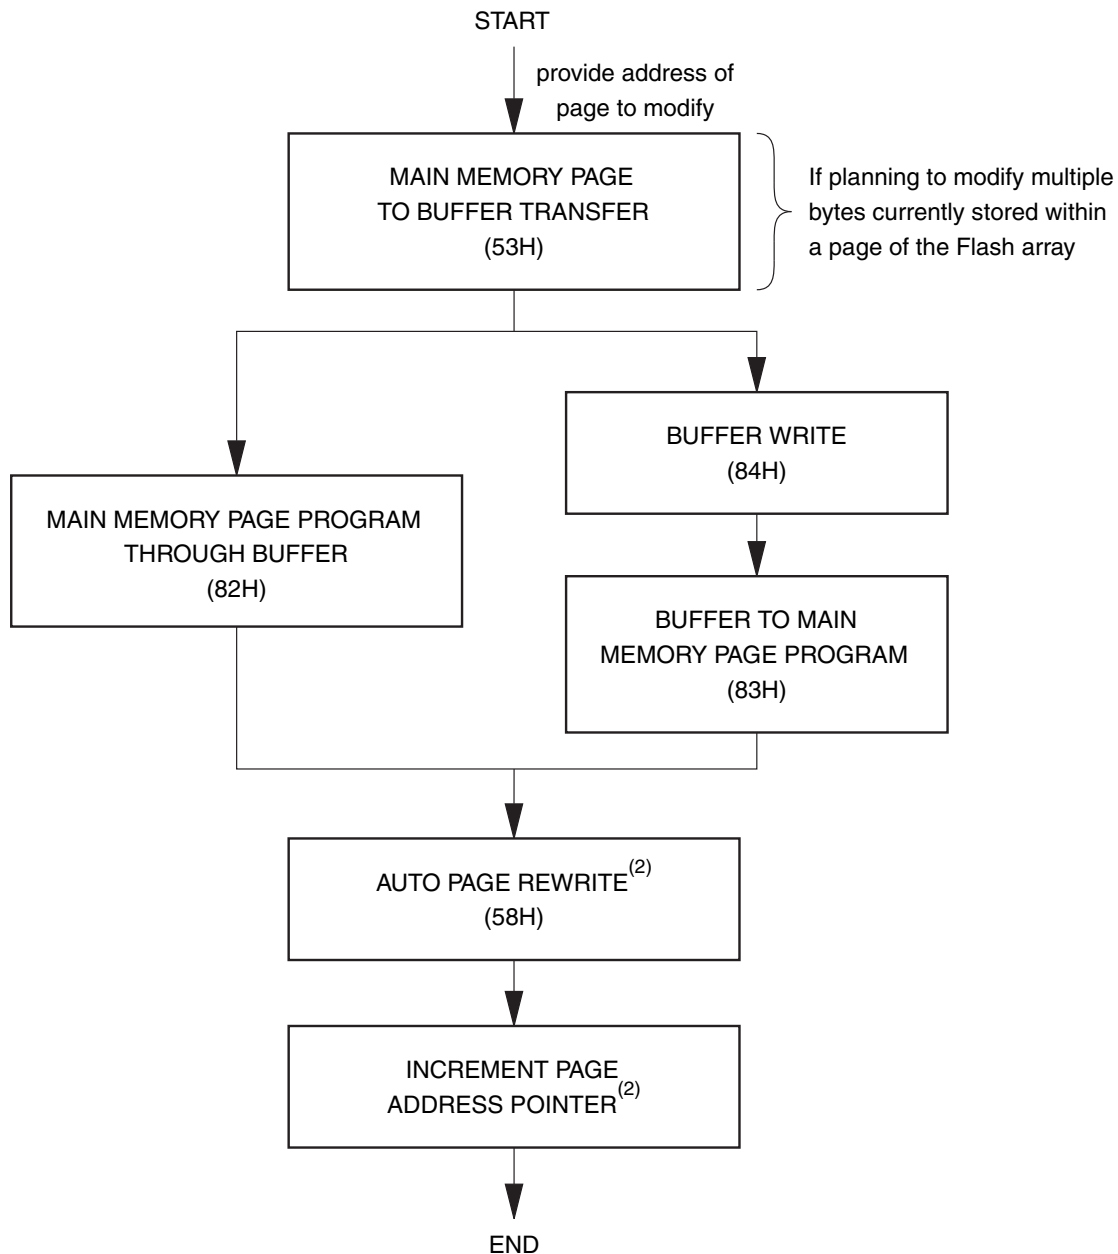 START
provide address of
page to modify
MAIN MEMORY PAGE
TO BUFFER TRANSFER
(53H)
If planning to modify multiple
bytes currently stored within
a page of the Flash array
BUFFER WRITE
(84H)
MAIN MEMORY PAGE PROGRAM
THROUGH BUFFER
(82H)
BUFFER TO MAIN
MEMORY PAGE PROGRAM
(83H)
AUTO PAGE REWRITE(2)
(58H)
INCREMENT PAGE
ADDRESS POINTER(2)
END